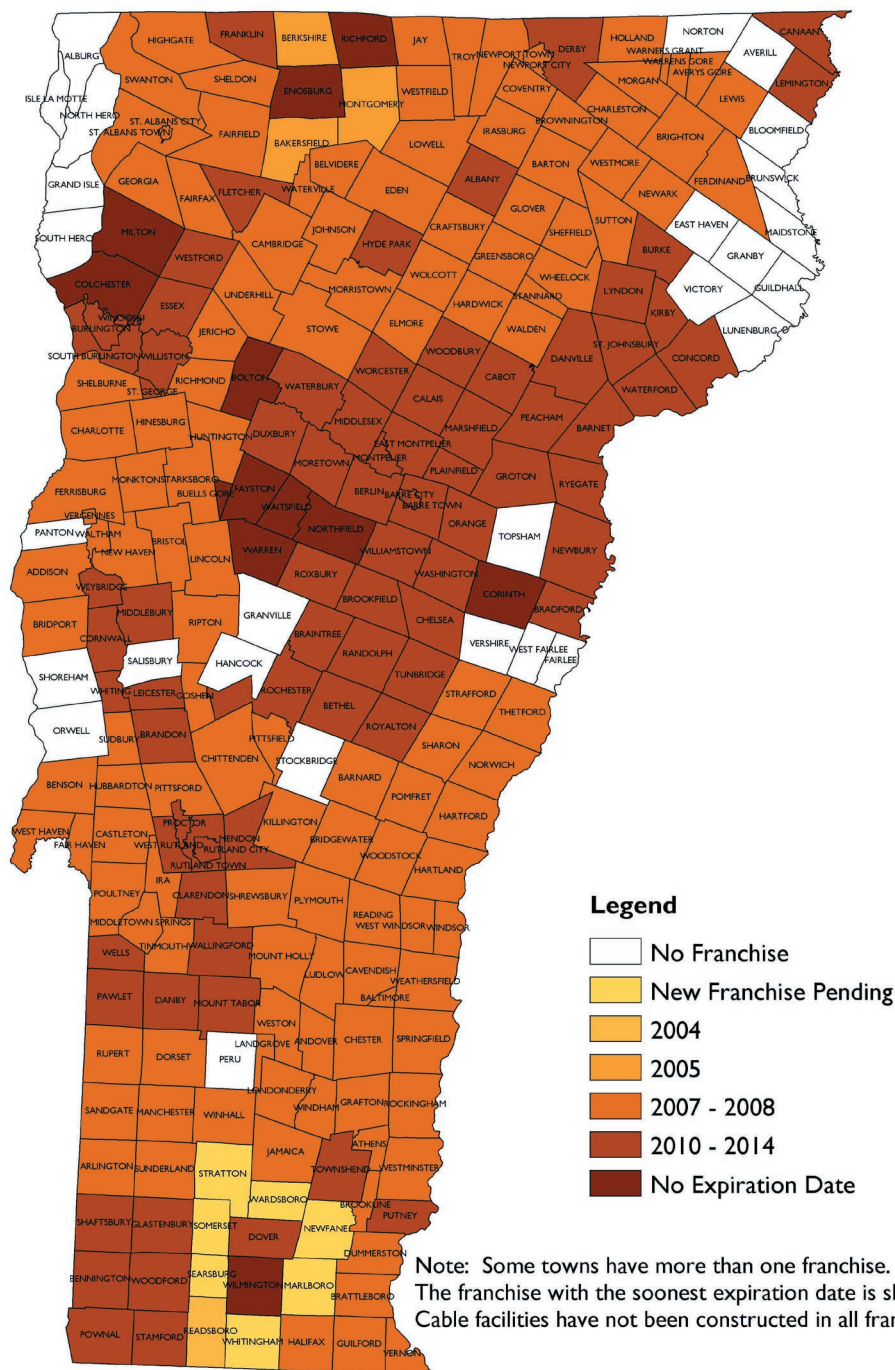 ALBURG
HIGHGATE
FRANKLIN
BERKSHIRE
RICHFORD
JAY
TROY
NEWPORT TOWN
NEWPORT CITY
DERBY
HOLLAND
NORTON
WARNERS GRANT
WARRENS GORE
AVERYS GORE
AVERILL
CANAAN
LEMINGTON
LEWIS
BLOOMFIELD
ISLE LA MOTTE
NORTH HERO
SWANTON
SHELDON
ENOSBURG
MONTGOMERY
WESTFIELD
COVENTRY
MORGAN
CHARLESTON
BROWNINGTON
BRIGHTON
ST. ALBANS CITY
ST. ALBANS TOWN
FAIRFIELD
BAKERSFIELD
BELVIDERE
LOWELL
IRASBURG
BARTON
WESTMORE
FERDINAND
BRUNSWICK
GRAND ISLE
GEORGIA
FAIRFAX
FLETCHER
WATERVILLE
EDEN
ALBANY
GLOVER
NEWARK
SUTTON
EAST HAVEN
MAIDSTONE
SOUTH HERO
MILTON
WESTFORD
CAMBRIDGE
JOHNSON
HYDE PARK
CRAFTSBURY
GREENSBORO
SHEFFIELD
WHEELOCK
BURKE
GRANBY
GUILDHALL
VICTORY
COLCHESTER
ESSEX
UNDERHILL
MORRISTOWN
WOLCOTT
HARDWICK
STANNARD
LYNDON
KIRBY
LUNENBURG
WINOOSKI
BURLINGTON
JERICHO
STOWE
ELMORE
WALDEN
WOODBURY
DANVILLE
ST. JOHNSBURY
CONCORD
SOUTH BURLINGTON
WILLISTON
RICHMOND
BOLTON
WATERBURY
WORCESTER
CABOT
WATERFORD
SHELBURNE
ST. GEORGE
CALAIS
PEACHAM
BARNET
CHARLOTTE
HINESBURG
HUNTINGTON
DUXBURY
MIDDLESEX
EAST MONTPELIER
MARSHFIELD
MONTPELIER
PLAINFIELD
GROTON
RYEGATE
MORETOWN
FERRISBURG
MONKTON
STARKSBORO
BUELLS GORE
FAYSTON
WAITSFIELD
BERLIN
BARRE CITY
BARRE TOWN
ORANGE
TOPSHAM
NEWBURY
VERGENNES
PANTON
WALTHAM
NEW HAVEN
BRISTOL
LINCOLN
WARREN
NORTHFIELD
WILLIAMSTOWN
WASHINGTON
CORINTH
BRADFORD
ADDISON
WEYBRIDGE
ROXBURY
BROOKFIELD
CHELSEA
BRIDPORT
MIDDLEBURY
RIPTON
GRANVILLE
BRAINTREE
RANDOLPH
VERSHIRE
WEST FAIRLEE
FAIRLEE
CORNWALL
SALISBURY
HANCOCK
TUNBRIDGE
STRAFFORD
THETFORD
SHOREHAM
WHITING
LEICESTER
GOSHEN
ROCHESTER
BETHEL
ROYALTON
SHARON
NORWICH
ORWELL
SUDBURY
BRANDON
CHITTENDEN
PITTSFIELD
STOCKBRIDGE
BARNARD
POMFRET
HARTFORD
BENSON
HUBBARDTON
PITTSFORD
WEST HAVEN
FAIR HAVEN
CASTLETON
WEST RUTLAND
PROCTOR
MENDON
RUTLAND CITY
RUTLAND TOWN
KILLINGTON
BRIDGEWATER
WOODSTOCK
HARTLAND
POULTNEY
IRA
CLARENDON
SHREWSBURY
PLYMOUTH
READING
WEST WINDSOR
WINDSOR
MIDDLETOWN SPRINGS
TINMOUTH
WALLINGFORD
MOUNT HOLLY
LUDLOW
CAVENDISH
WEATHERSFIELD
BALTIMORE
WELLS
PAWLET
DANBY
MOUNT TABOR
WESTON
ANDOVER
CHESTER
SPRINGFIELD
RUPERT
DORSET
PERU
LANDGROVE
LONDONDERRY
WINDHAM
GRAFTON
ROCKINGHAM
SANDGATE
MANCHESTER
WINHALL
JAMAICA
ATHENS
TOWNSHEND
WESTMINSTER
ARLINGTON
SUNDERLAND
STRATTON
WARDSBORO
BROOKLINE
PUTNEY
SHAFTSBURY
GLASTENBURY
SOMERSET
DOVER
NEWFANE
DUMMERSTON
BENNINGTON
WOODFORD
SEARSBURG
WILMINGTON
MARLBORO
BRATTLEBORO
POWNAL
STAMFORD
READSBORO
WHITINGHAM
HALIFAX
GUILFORD
VERNON
Legend
No Franchise
New Franchise Pending
2004
2005
2007 - 2008
2010 - 2014
No Expiration Date
Note: Some towns have more than one franchise.
The franchise with the soonest expiration date is
Cable facilities have not been constructed in all